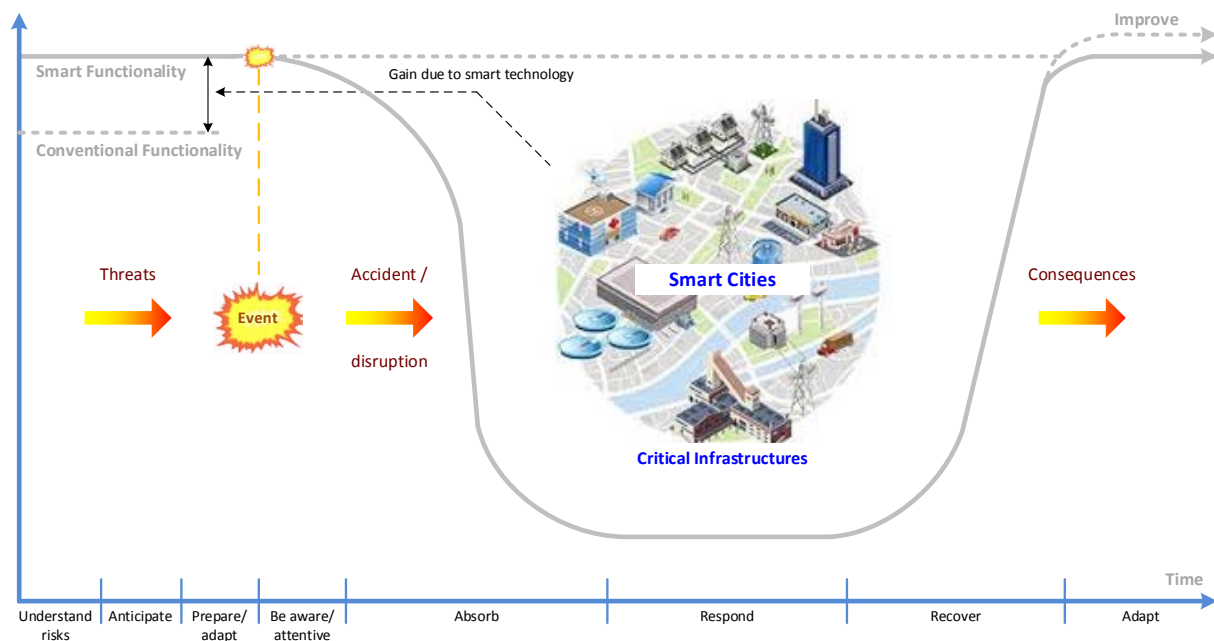 Improve
Smart Functionality
Gain due to smart technology
Conventional Functionality
Threats
Event
Accident /
disruption
Smart Cities
Consequences
Critical Infrastructures
Time
Understand
risks
Anticipate
Prepare/
adapt
Be aware/
attentive
Absorb
Respond
Recover
Adapt